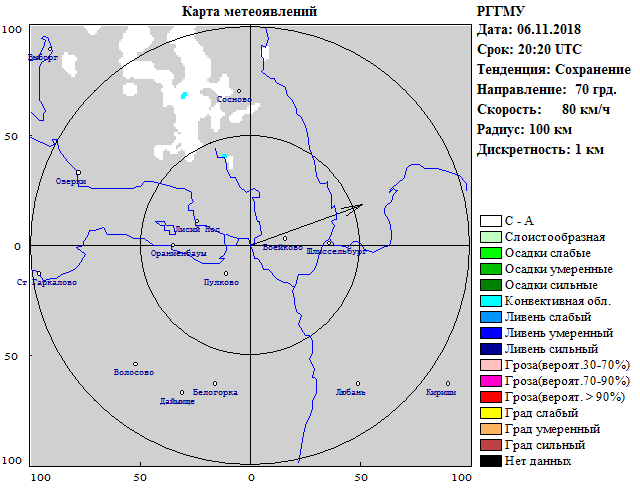 Карта метеоявлений
РГГМУ
Дата: 06.11.2018
Срок: 20:20 UTC
Тенденция: Сохранение
Направление: 70 грд.
Скорость: 80 км/ч
Радиус: 100 км
Дискретность: 1 км
100
Выборг
Сосново
50
Озерки
Лисий Нос
0
Ораниенбаум
Воейково
Шлиссельбург
Ст Гаркалово
Пулково
50
Волосово
Даймище
Белогорка
Любань
Кириши
100
100
50
0
50
100
С - А
Слоистообразная
Осадки слабые
Осадки умеренные
Осадки сильные
Конвективная обл.
Ливень слабый
Ливень умеренный
Ливень сильный
Гроза(вероят.30-70%)
Гроза(вероят.70-90%)
Гроза(вероят. > 90%)
Град слабый
Град умеренный
Град сильный
Нет данных